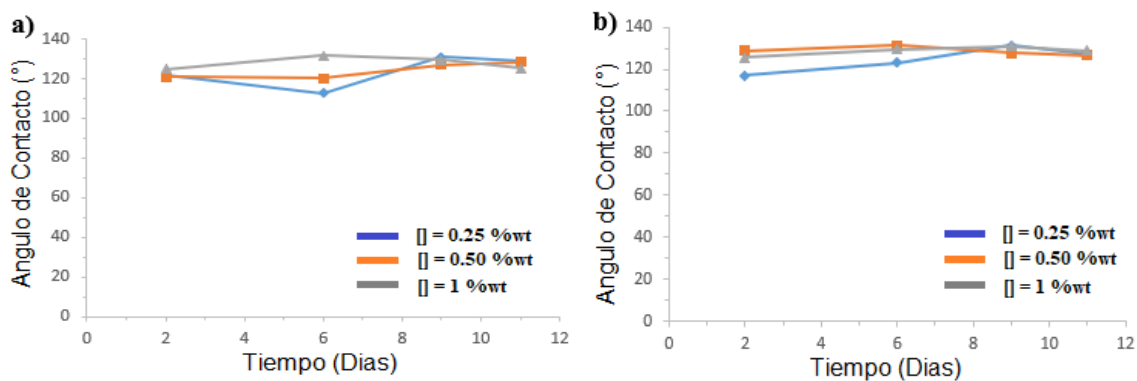 a)
Angulo de Contacto (°)
140
120
100
80
60
40
20
0
[] = 0.25 %wt
[] = 0.50 %wt
[] = 1 %wt
0 2 4 6 8 10 12
Tiempo (Dias)
b)
Angulo de Contacto (°)
140
120
100
80
60
40
20
0
[] = 0.25 %wt
[] = 0.50 %wt
[] = 1 %wt
0 2 4 6 8 10 12
Tiempo (Dias)